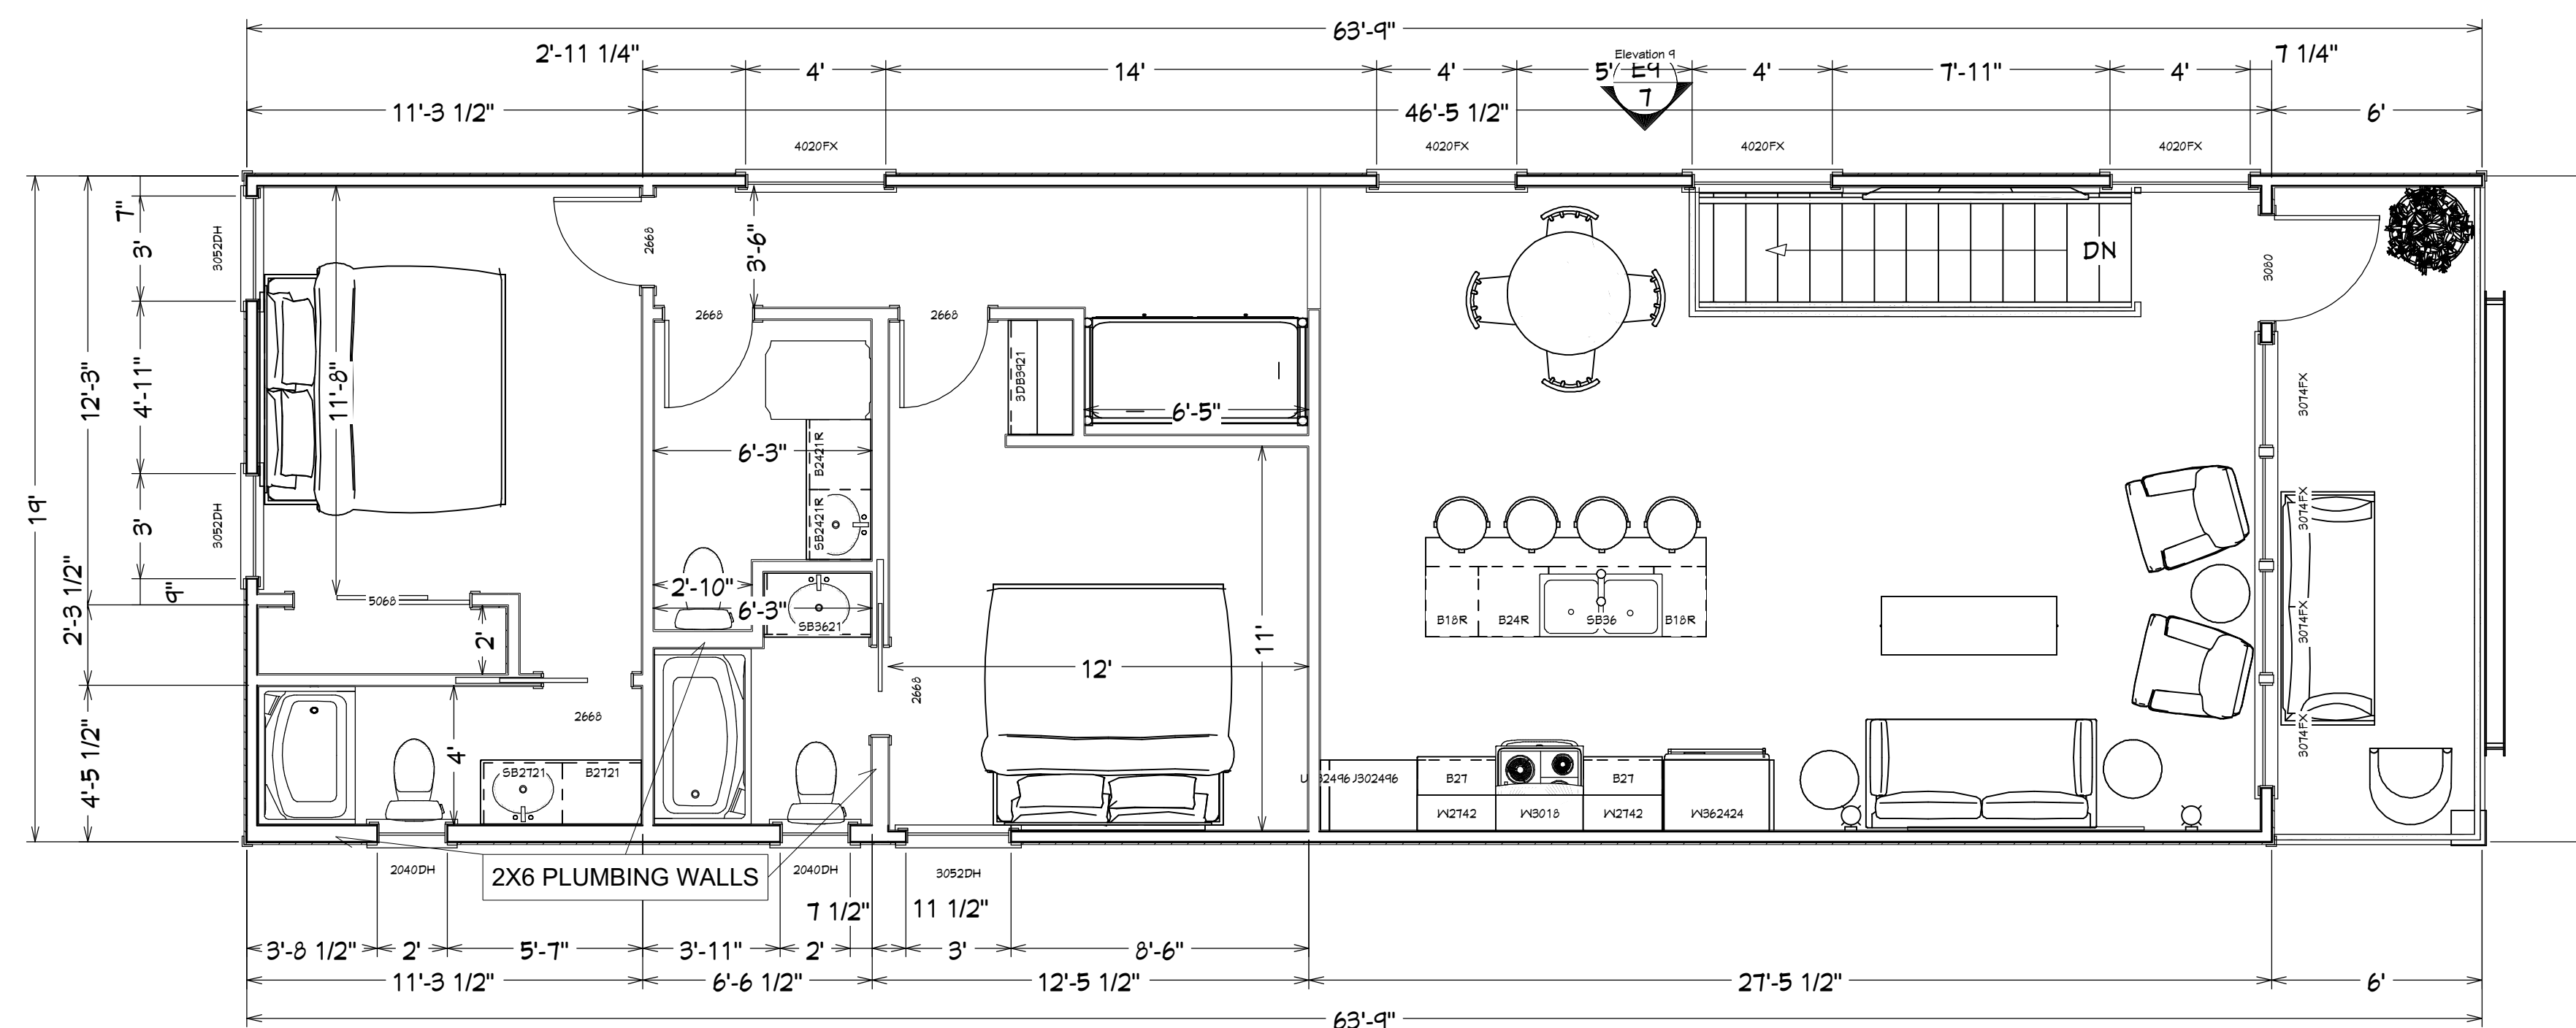 63'-9"
2'-11 1/4"
4'
14'
4'
5'
Elevation 9
E9
7
4'
7'-11"
4'
7 1/4"
11'-3 1/2"
46'-5 1/2"
6'
4020FX
4020FX
4020FX
4020FX
19'
12'-3"
2'-3 1/2"
4'-5 1/2"
7"
3'
4'-11"
3'
9"
3052DH
3052DH
11'-8"
2668
3'-6"
2668
2668
3DB3921
6'-5"
DN
3080
6'-3"
B2421R
SB2421R
2'-10"
6'-3"
SB3621
5068
2'
4'
2668
SB2721
B2721
12'
11'
2668
B18R
B24R
SB36
B18R
3074FX
3074FX
3074FX
3074FX
U302496
B27
B27
W2742
W3018
W2742
W362424
2X6 PLUMBING WALLS
2040DH
2040DH
3052DH
7 1/2"
11 1/2"
3'-8 1/2"
2'
5'-7"
3'-11"
2'
3'
8'-6"
11'-3 1/2"
6'-6 1/2"
12'-5 1/2"
27'-5 1/2"
6'
63'-9"